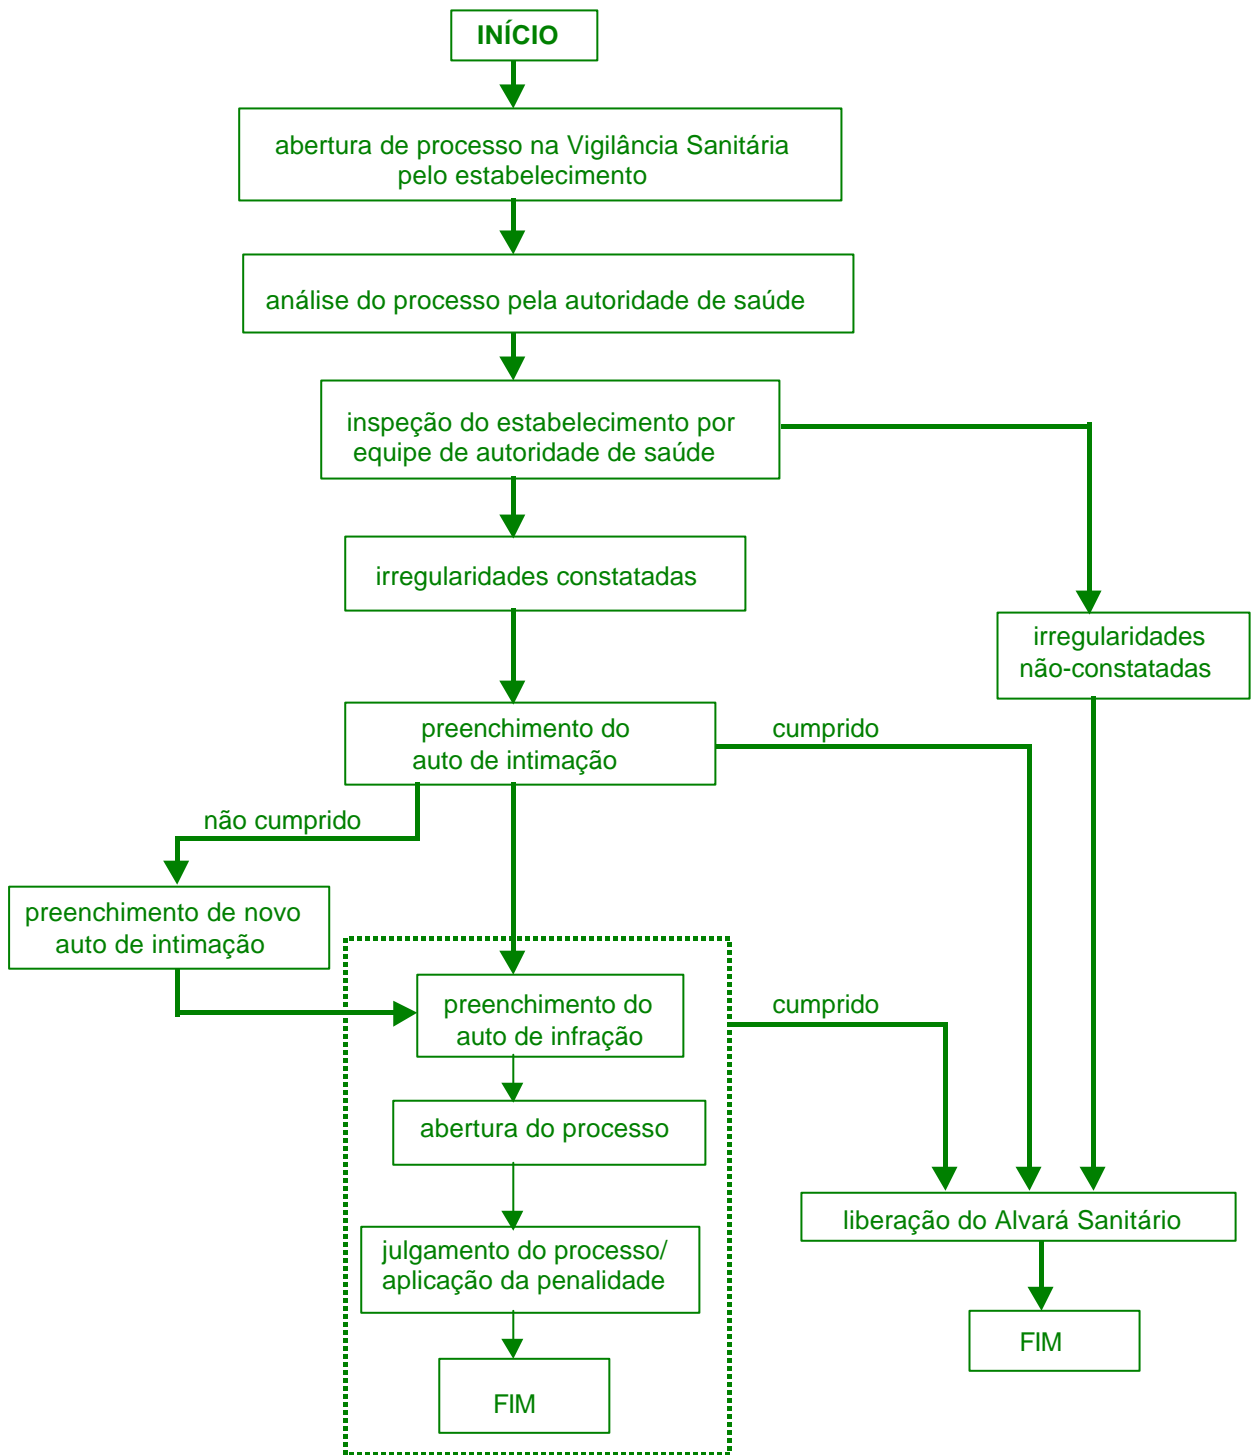 INÍCIO
abertura de processo na Vigilância Sanitária
pelo estabelecimento
análise do processo pela autoridade de saúde
inspeção do estabelecimento por
equipe de autoridade de saúde
irregularidades constatadas
irregularidades
não-constatadas
preenchimento do
auto de intimação
cumprido
não cumprido
preenchimento de novo
auto de intimação
preenchimento do
auto de infração
cumprido
abertura do processo
liberação do Alvará Sanitário
julgamento do processo/
aplicação da penalidade
FIM
FIM